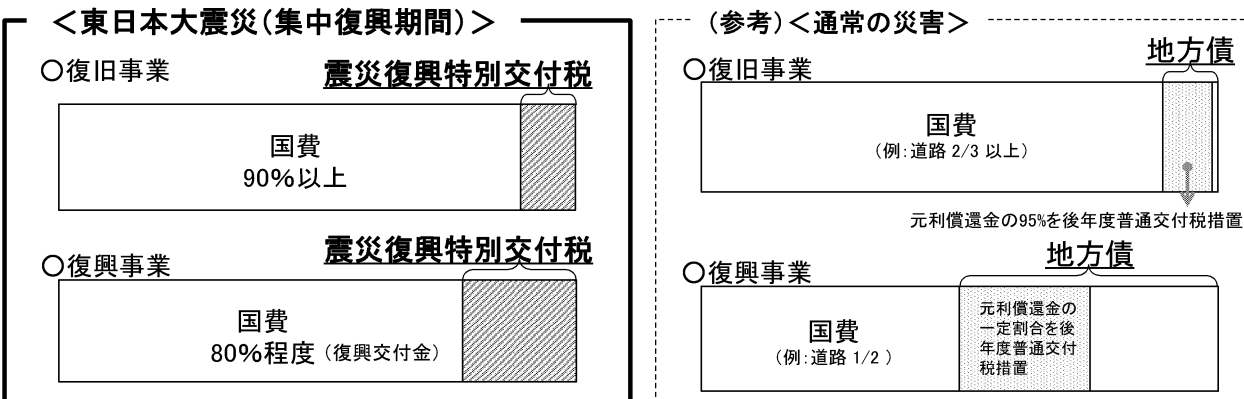 ＜東日本大震災（集中復興期間）＞
○復旧事業
震災復興特別交付税
国費
90％以上
震災復興特別交付税
○復興事業
国費
80％程度（復興交付金）
（参考）＜通常の災害＞
地方債
○復旧事業
国費
（例：道路 2/3 以上）
元利償還金の95％を後年度普通交付税措置
地方債
○復興事業
国費
（例：道路 1/2 ）
元利償還金の
一定割合を後
年度普通交付
税措置